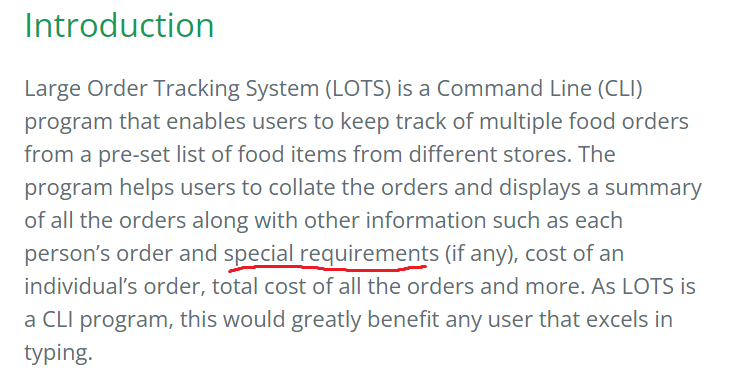 Introduction
Large Order Tracking System (LOTS) is a Command Line (CLI)
program that enables users to keep track of multiple food orders
from a pre-set list of food items from different stores. The
program helps users to collate the orders and displays a summary
of all the orders along with other information such as each
person’s order and special requirements (if any), cost of an
individual’s order, total cost of all the orders and more. As LOTS is
a CLI program, this would greatly benefit any user that excels in
typing.